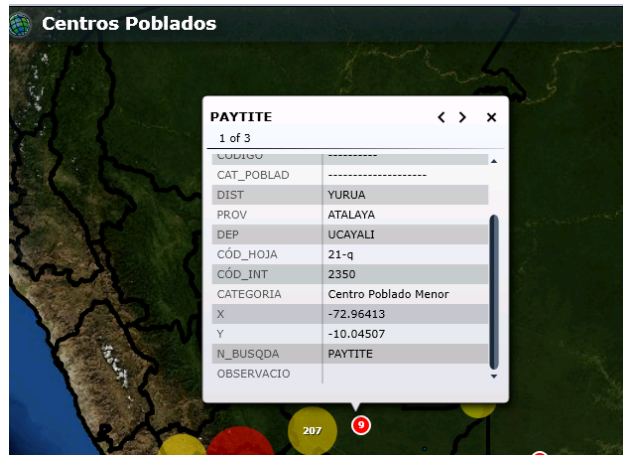 Centros Poblados
PAYTITE
1 of 3
CODIGO ----------
CAT_POBLAD --------------------
DIST YURUA
PROV ATALAYA
DEP UCAYALI
CÓD_HOJA 21-q
CÓD_INT 2350
CATEGORIA Centro Poblado Menor
X -72.96413
Y -10.04507
N_BUSQDA PAYTITE
OBSERVACIO
207
9